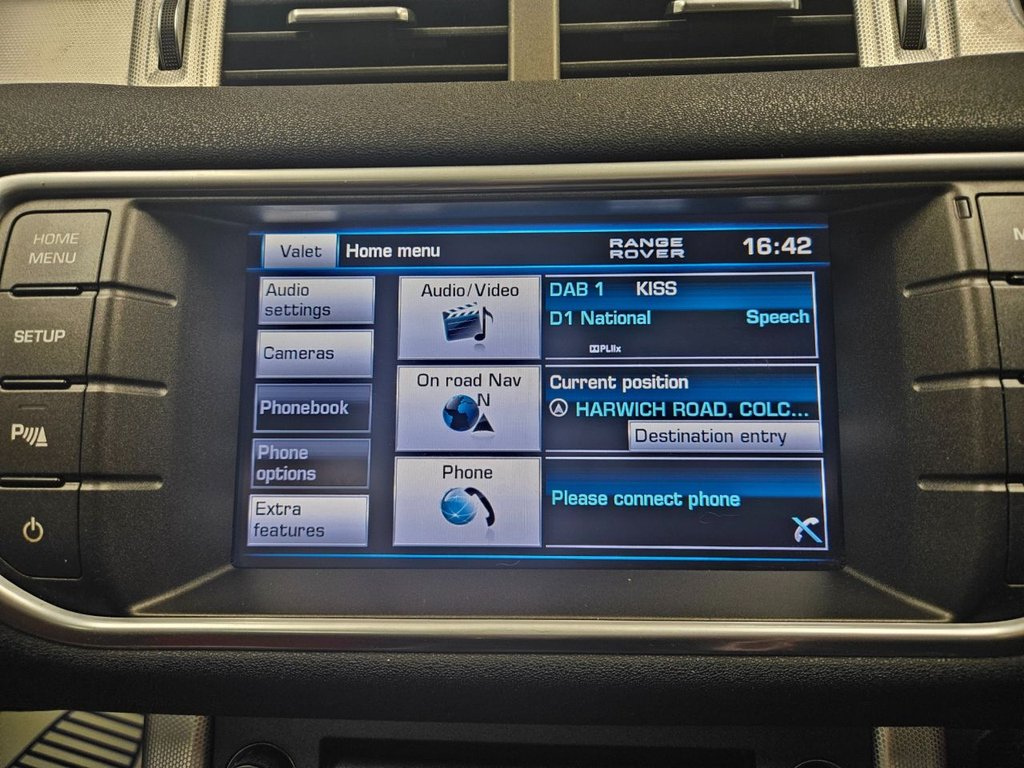 HOME
MENU
SETUP
P
Valet
Home menu
RANGE
ROVER
16:42
Audio
settings
Cameras
Phonebook
Phone
options
Extra
features
Audio/Video
On road Nav
N
Phone
DAB 1 KISS
D1 National Speech
PLIIx
Current position
HARWICH ROAD, COLC...
Destination entry
Please connect phone